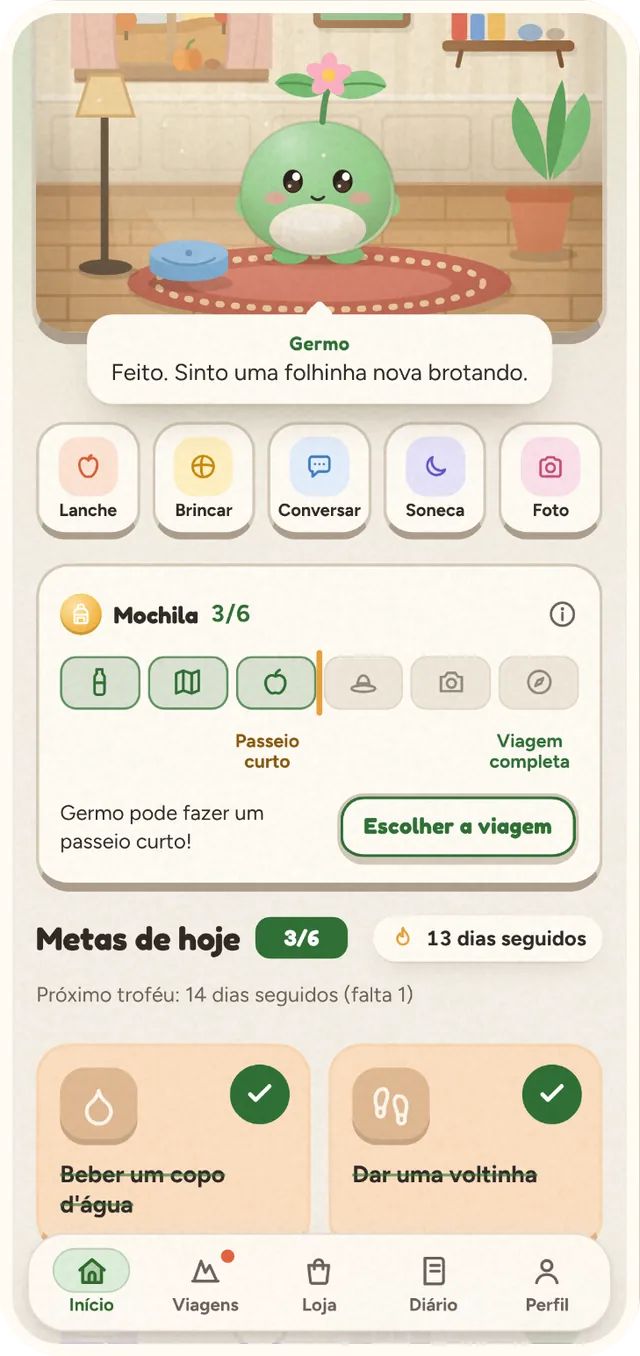 Germo
Feito. Sinto uma folhinha nova brotando.
Lanche
Brincar
Conversar
Soneca
Foto
Mochila 3/6
Passeio
curto
Viagem
completa
Germo pode fazer um
passeio curto!
Escolher a viagem
Metas de hoje
3/6
13 dias seguidos
Próximo troféu: 14 dias seguidos (falta 1)
Beber um copo
d'água
Dar uma voltinha
Início
Viagens
Loja
Diário
Perfil